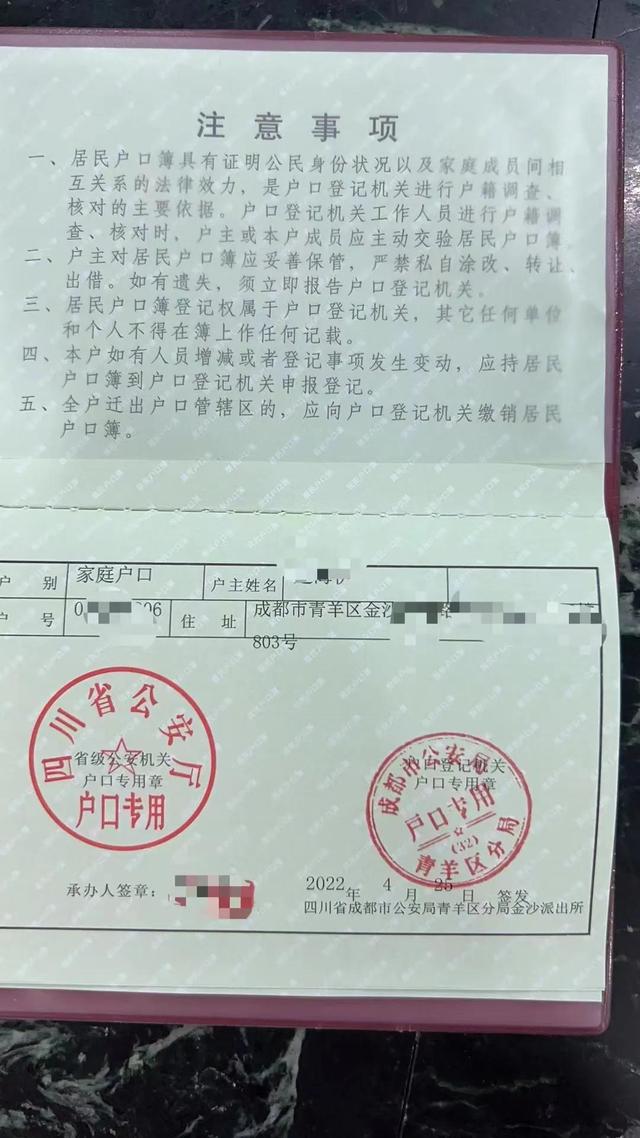 注意事项
一、居民户口簿具有证明公民身份状况以及家庭成员间相
互关系的法律效力，是户口登记机关进行户籍调查、
核对的主要依据。户口登记机关工作人员进行户籍调
查、核对时，户主或本户成员应主动交验居民户口簿。
二、户主对居民户口簿应妥善保管，严禁私自涂改、转让、
出借。如有遗失，须立即报告户口登记机关。
三、居民户口簿登记权属于户口登记机关，其它任何单位
和个人不得在簿上作任何记载。
四、本户如有人员增减或者登记事项发生变动，应持居民
户口簿到户口登记机关申报登记。
五、全户迁出户口管辖区的，应向户口登记机关缴销居民
户口簿。
户 别 家庭户口 户主姓名
户 号 0 06 住 址 成都市青羊区金沙
803号
四川省公安厅
省级公安机关
户口专用章
户口专用
成都市公安局
户口登记机关
户口专用章
户口专用
(32)
青羊区分局
承办人签章：
2022年 4 月 25 日 签发
四川省成都市公安局青羊区分局金沙派出所